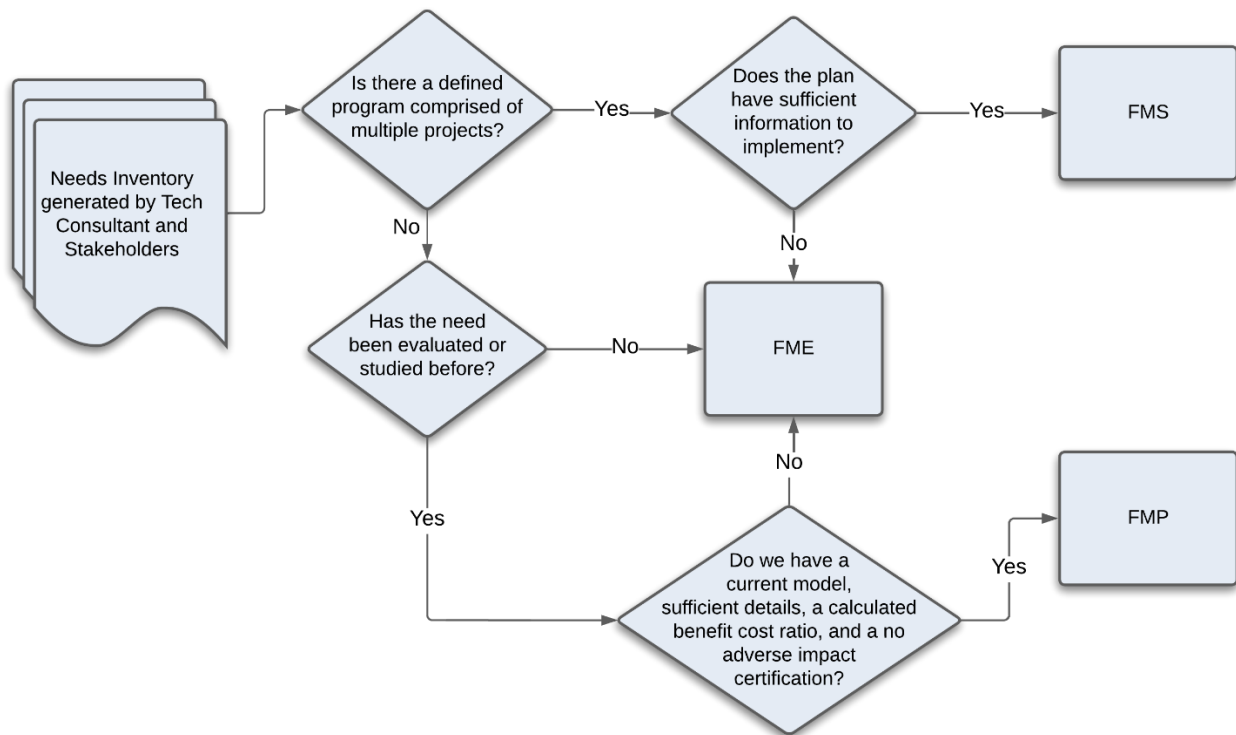 Needs Inventory
generated by Tech
Consultant and
Stakeholders
Is there a defined
program comprised of
multiple projects?
Yes
Does the plan
have sufficient
information to
implement?
Yes
FMS
No
No
Has the need
been evaluated or
studied before?
No
FME
Yes
No
Do we have a
current model,
sufficient details, a calculated
benefit cost ratio, and a no
adverse impact
certification?
Yes
FMP